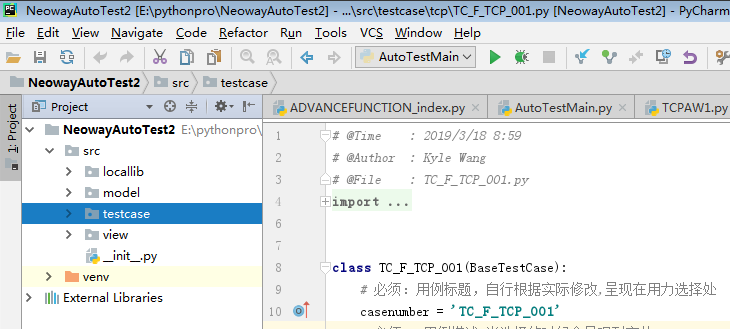 NeowayAutoTest2 [E:\pythonpro\NeowayAutoTest2] - ...\src\testcase\tcp\TC_F_TCP_001.py [NeowayAutoTest2] - PyCharm
File Edit View Navigate Code Refactor Run Tools VCS Window Help
AutoTestMain
NeowayAutoTest2 src testcase
1: Project
Project
ADVANCEFUNCTION_index.py AutoTestMain.py TCPAW1.py
NeowayAutoTest2 E:\pythonpro
src
locallib
model
testcase
view
__init__.py
venv
External Libraries
1 # @Time : 2019/3/18 8:59
2 # @Author : Kyle Wang
3 # @File : TC_F_TCP_001.py
4 import ...
6
7
8 class TC_F_TCP_001(BaseTestCase):
9 # 必须：用例标题，自行根据实际修改,呈现在用力选择处
10 casenumber = 'TC_F_TCP_001'